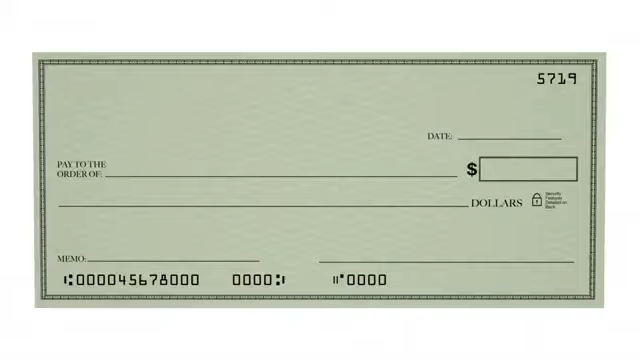 5719
DATE:
PAY TO THE
ORDER OF:
$
DOLLARS
Security
Features
Detailed on
Back
MEMO:
⑆000045678000 0000⑆ ⑈0000